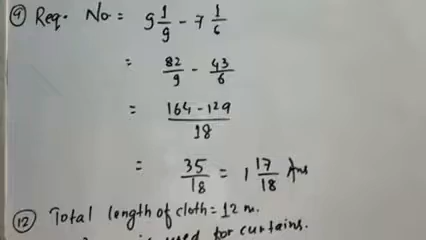 ⑨ Req. No. = 9 1/9 - 7 1/6
= 82/9 - 43/6
= 164-129/18
= 35/18 = 1 17/18 Ans
⑫ Total length of cloth = 12 m.
is used for curtains.